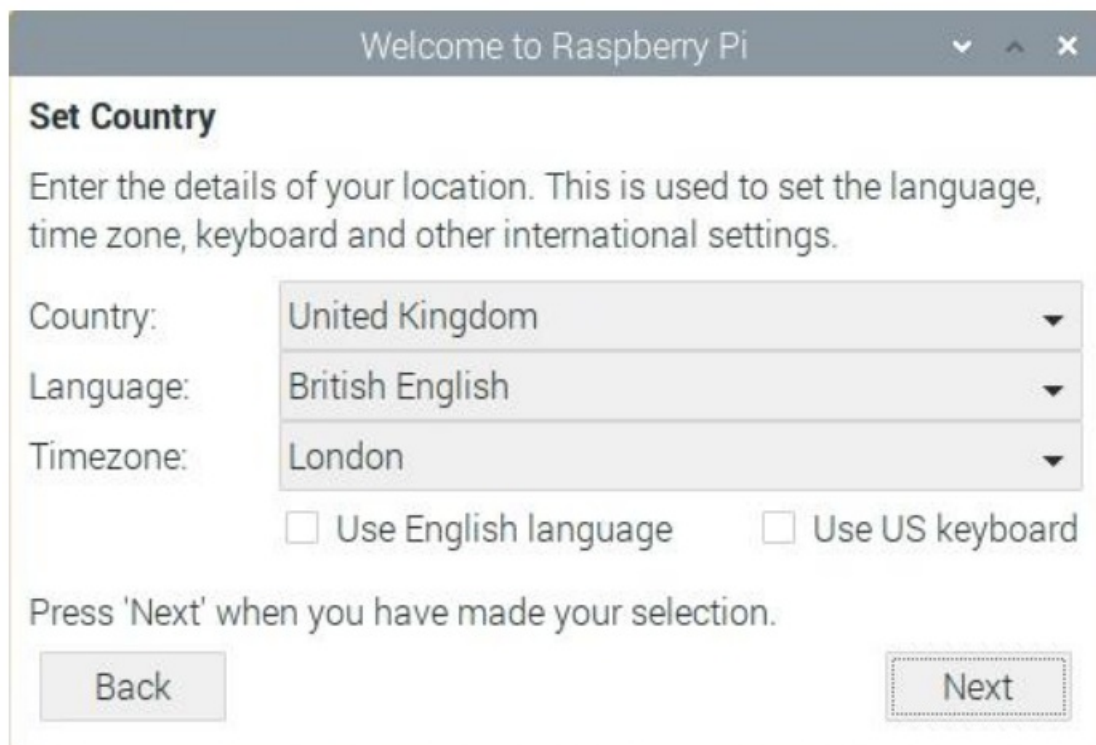 Welcome to Raspberry Pi
Set Country
Enter the details of your location. This is used to set the language,
time zone, keyboard and other international settings.
Country: United Kingdom
Language: British English
Timezone: London
Use English language Use US keyboard
Press 'Next' when you have made your selection.
Back Next